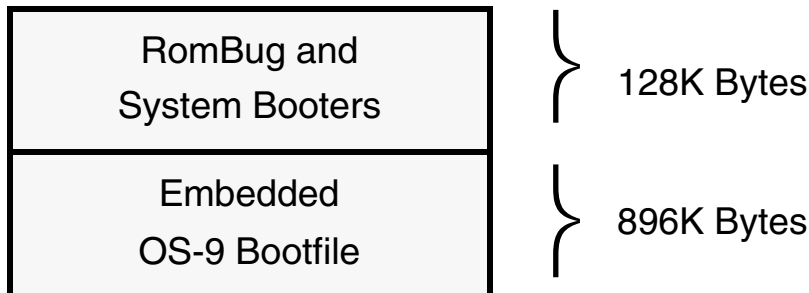 RomBug and
System Booters
128K Bytes
Embedded
OS-9 Bootfile
896K Bytes